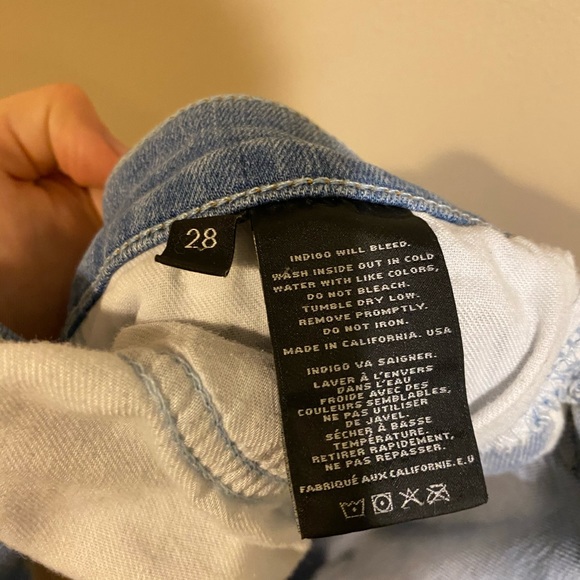 28
INDIGO WILL BLEED.
WASH INSIDE OUT IN COLD
WATER WITH LIKE COLORS,
DO NOT BLEACH.
TUMBLE DRY LOW.
REMOVE PROMPTLY.
DO NOT IRON.
MADE IN CALIFORNIA. USA
INDIGO VA SAIGNER.
LAVER À L'ENVERS
DANS L'EAU
FROIDE AVEC DES
COULEURS SEMBLABLES,
NE PAS UTILISER
DE JAVEL.
SÉCHER À BASSE
TEMPÉRATURE.
RETIRER RAPIDEMENT,
NE PAS REPASSER.
FABRIQUÉ AUX CALIFORNIE. E.U